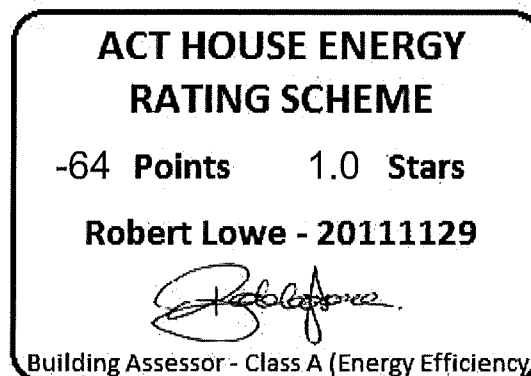 ACT HOUSE ENERGY
RATING SCHEME
-64 Points 1.0 Stars
Robert Lowe - 20111129
Building Assessor - Class A (Energy Efficiency